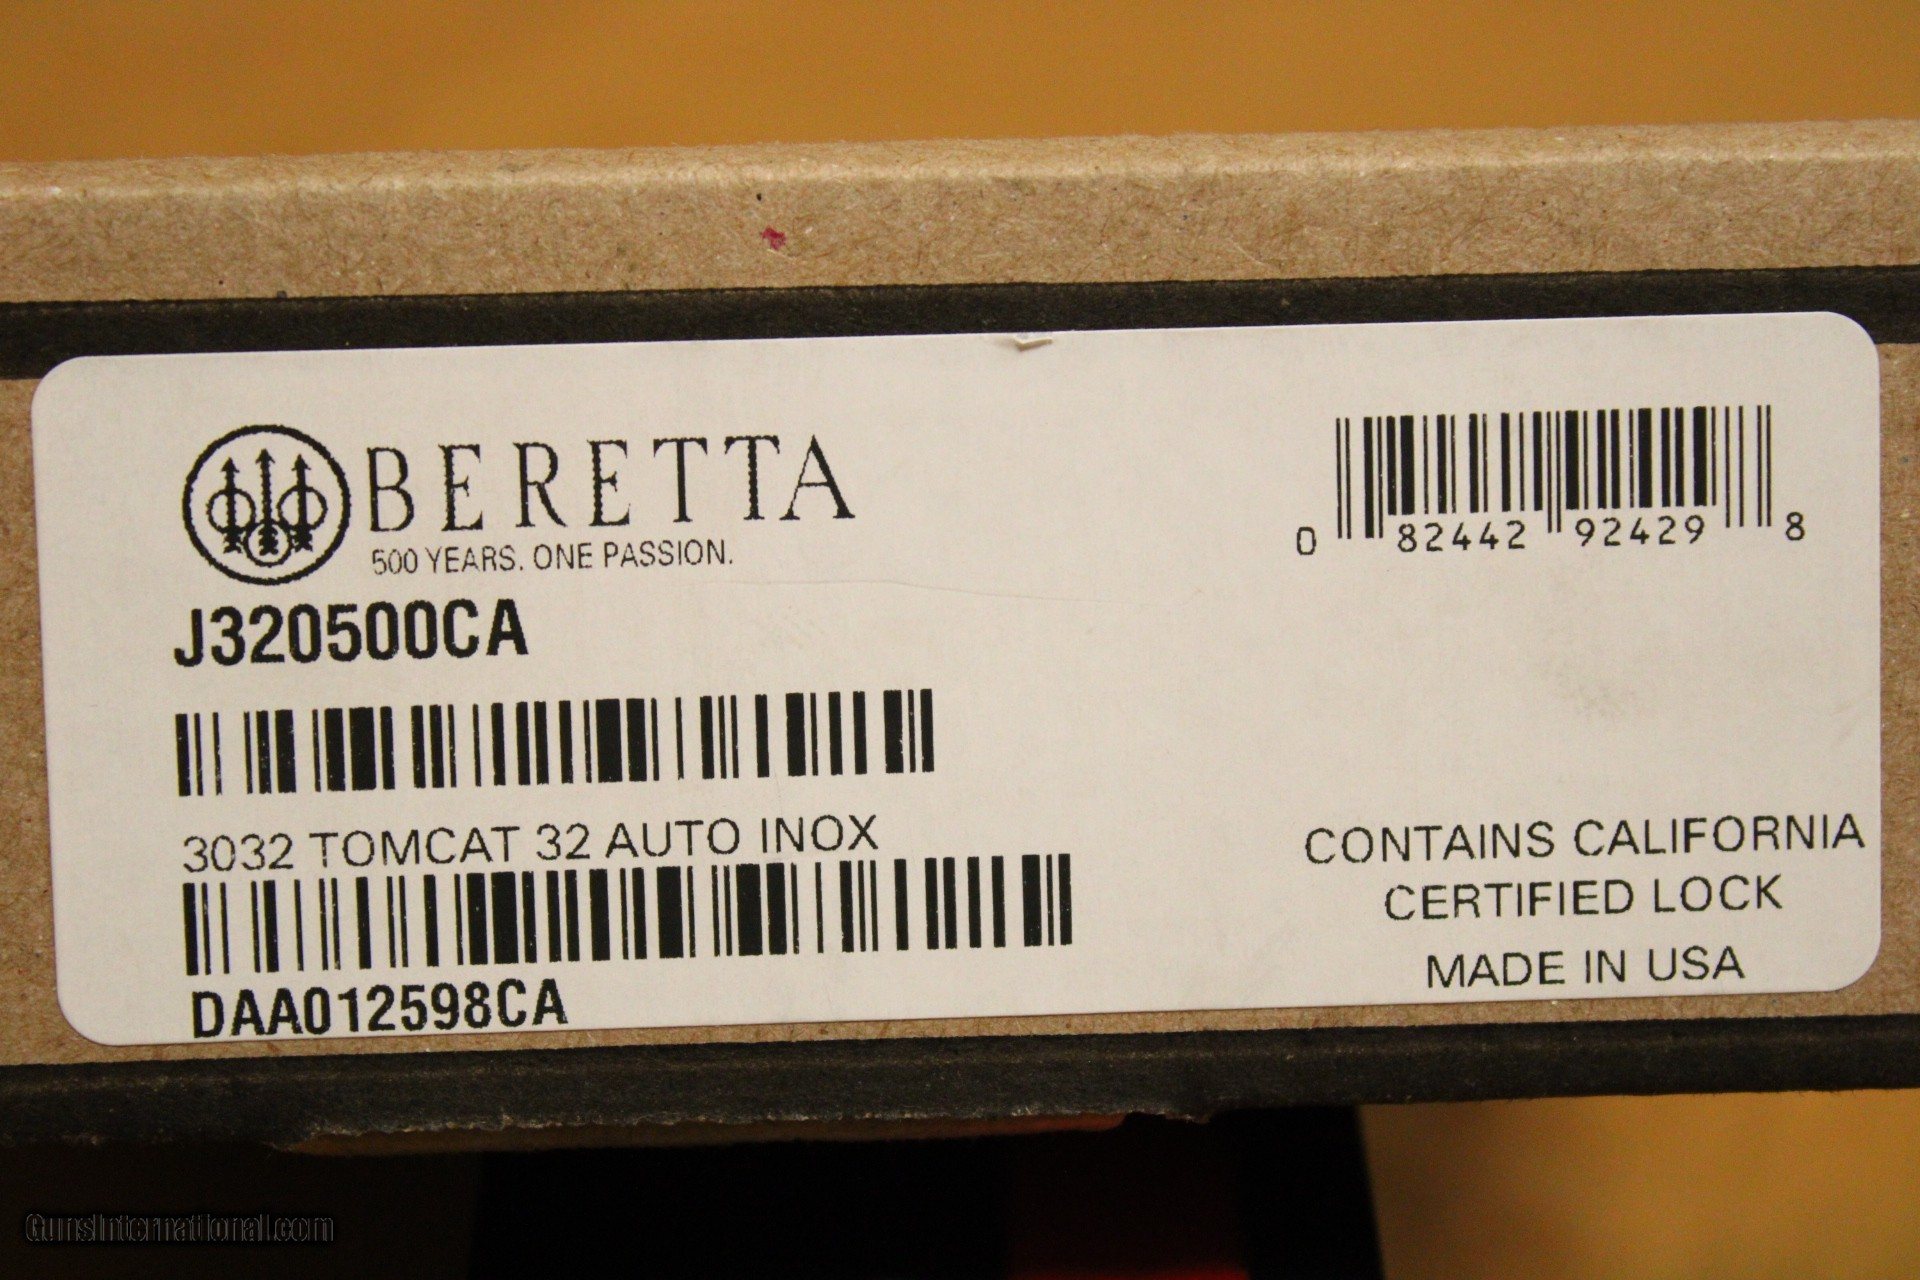 BERETTA
500 YEARS. ONE PASSION.
J320500CA
3032 TOMCAT 32 AUTO INOX
DAA012598CA
0 82442 92429 8
CONTAINS CALIFORNIA
CERTIFIED LOCK
MADE IN USA
GunsInternational.com